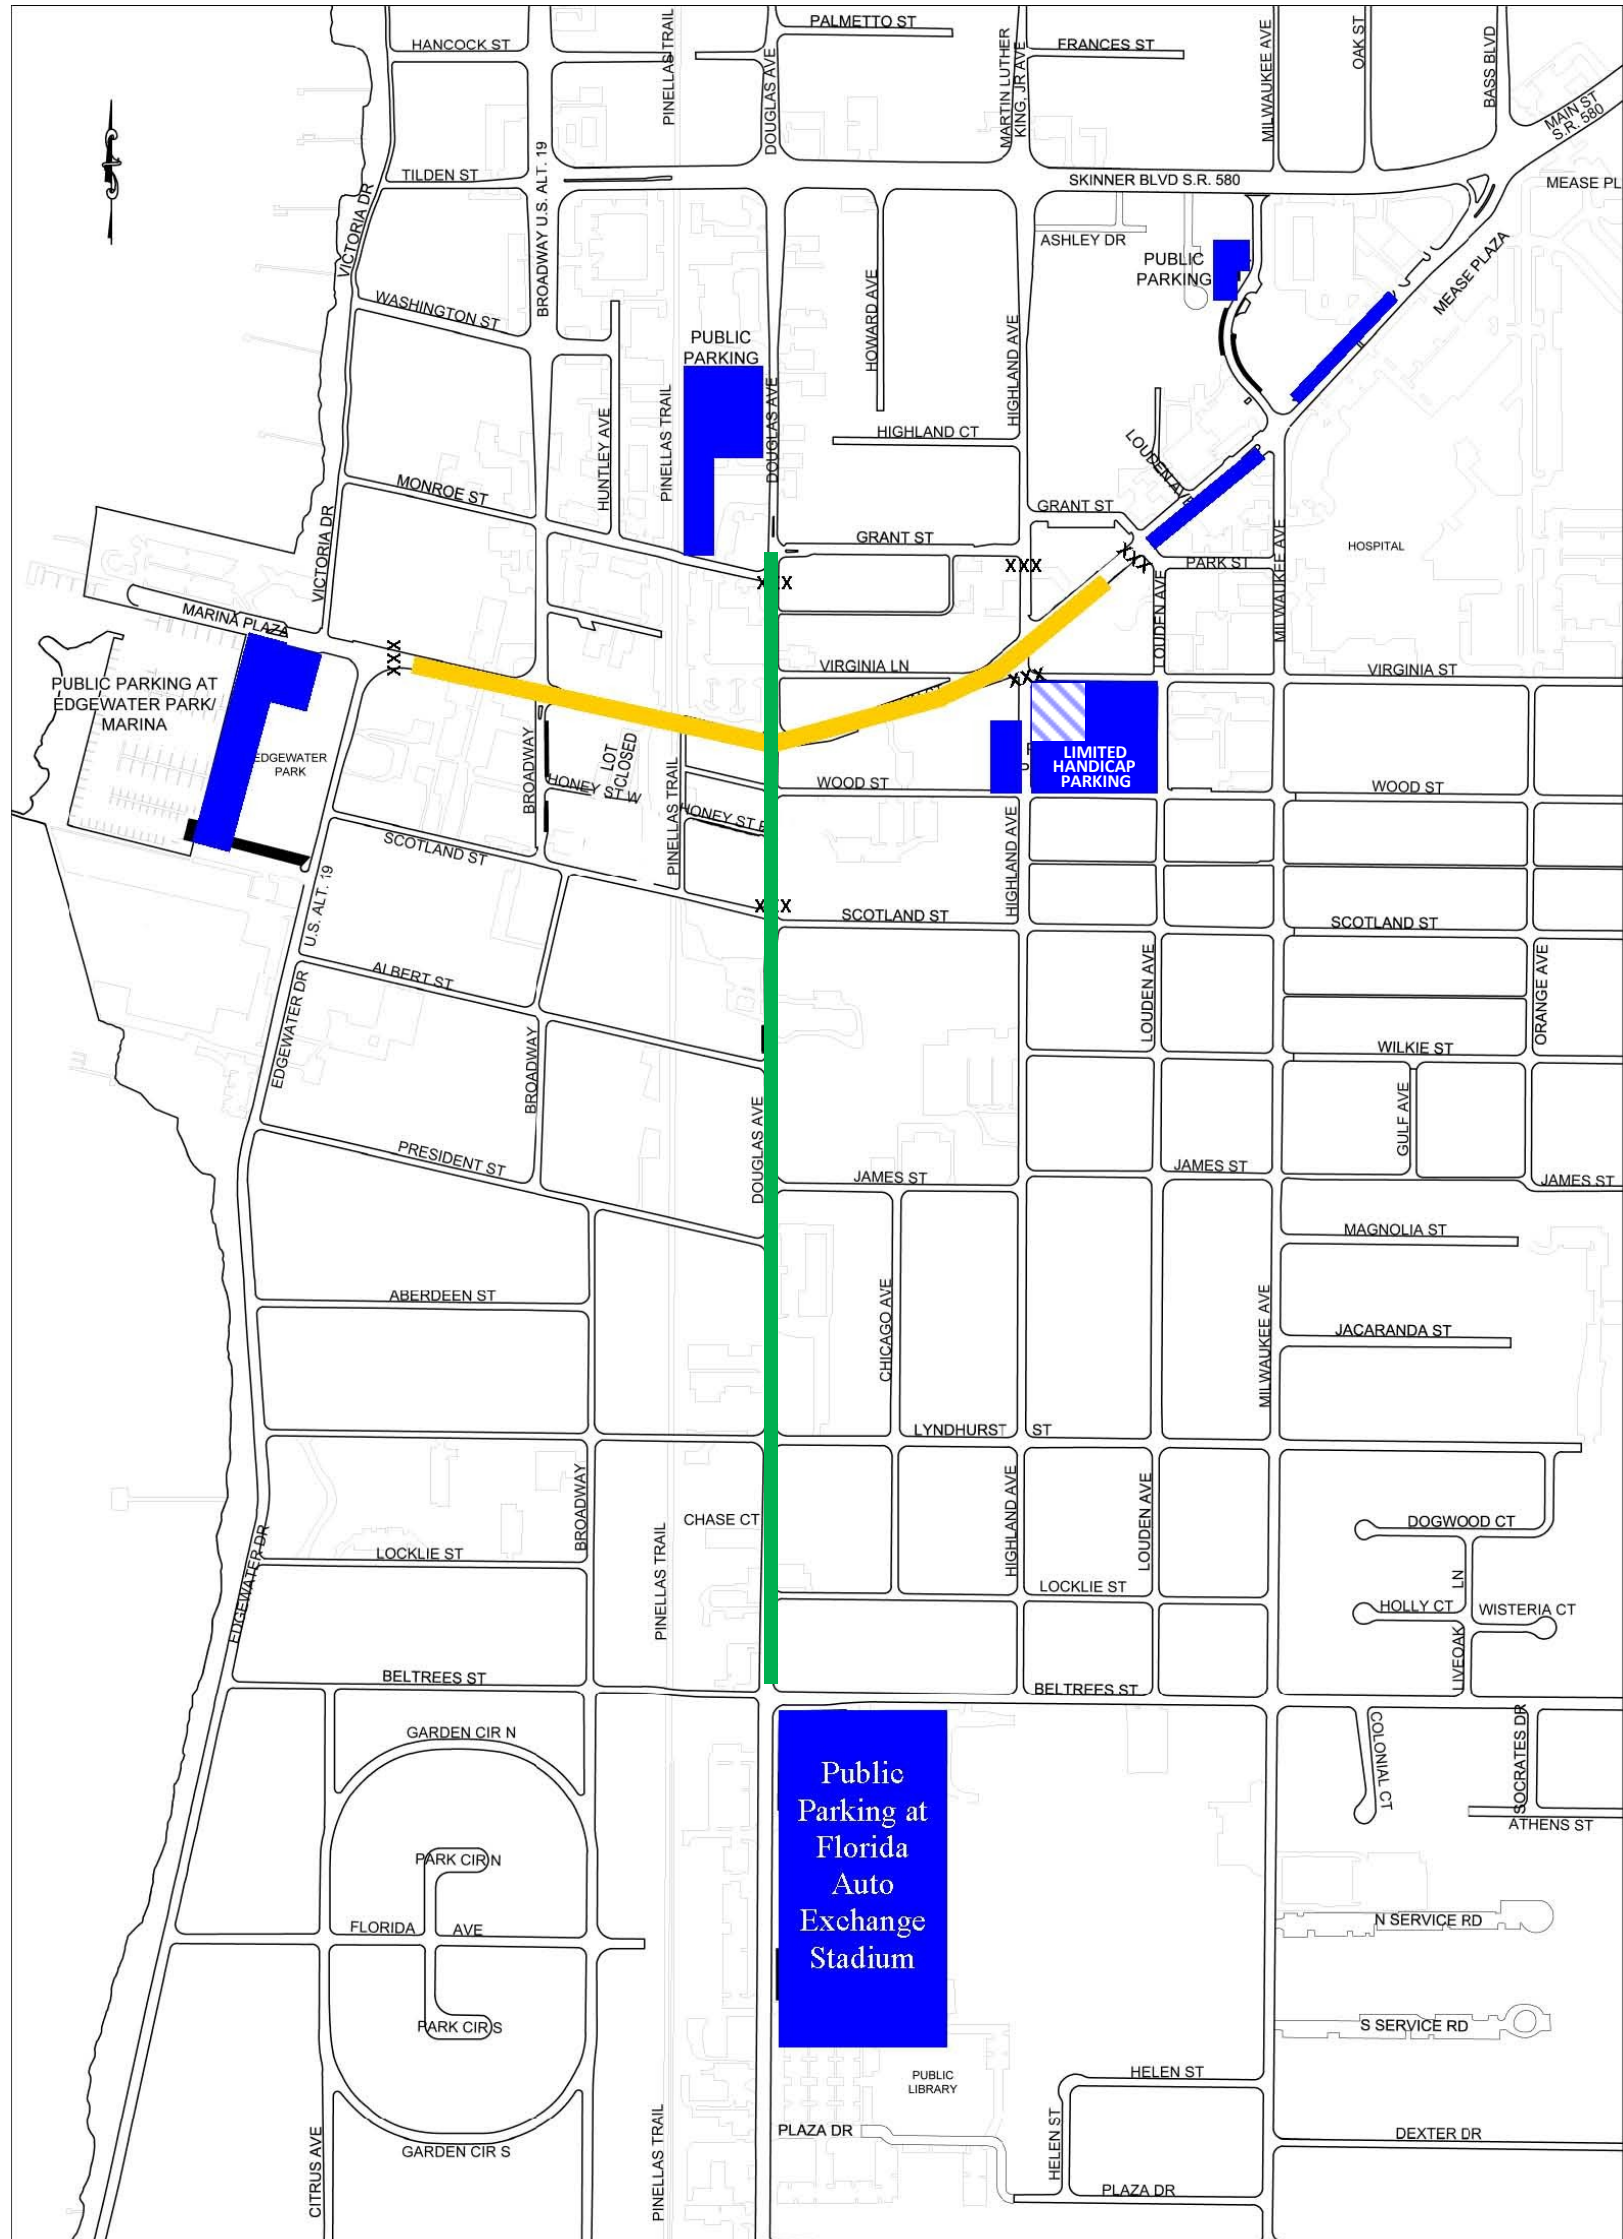 PALMETTO ST
HANCOCK ST
FRANCES ST
PINELLAS TRAIL
DOUGLAS AVE
MARTIN LUTHER
KING, JR AVE
MILWAUKEE AVE
OAK ST
BASS BLVD
MAIN ST
S.R. 580
TILDEN ST
VICTORIA DR
BROADWAY U.S. ALT. 19
SKINNER BLVD S.R. 580
MEASE PL
ASHLEY DR
PUBLIC
PARKING
MEASE PLAZA
WASHINGTON ST
HOWARD AVE
HIGHLAND AVE
PUBLIC
PARKING
HUNTLEY AVE
PINELLAS TRAIL
DOUGLAS AVE
HIGHLAND CT
LOUDEN AVE
MONROE ST
GRANT ST
GRANT ST
VICTORIA DR
HOSPITAL
MILWAUKEE AVE
XXX
XXX
PARK ST
X X
MARINA PLAZA
XXX
LOUDEN AVE
VIRGINIA LN
VIRGINIA ST
XXX
PUBLIC PARKING AT
EDGEWATER PARK/
MARINA
EDGEWATER
PARK
BROADWAY
LOT
CLOSED
HONEY ST W
PINELLAS TRAIL
HONEY ST E
WOOD ST
P
LIMITED
HANDICAP
PARKING
WOOD ST
SCOTLAND ST
HIGHLAND AVE
U.S. ALT. 19
X X
SCOTLAND ST
SCOTLAND ST
ALBERT ST
EDGEWATER DR
BROADWAY
LOUDEN AVE
ORANGE AVE
WILKIE ST
DOUGLAS AVE
GULF AVE
PRESIDENT ST
JAMES ST
JAMES ST
JAMES ST
MAGNOLIA ST
ABERDEEN ST
CHICAGO AVE
MILWAUKEE AVE
JACARANDA ST
LYNDHURST ST
BROADWAY
CHASE CT
HIGHLAND AVE
LOUDEN AVE
DOGWOOD CT
EDGEWATER DR
LOCKLIE ST
PINELLAS TRAIL
LOCKLIE ST
HOLLY CT
LIVEOAK LN
WISTERIA CT
BELTREES ST
BELTREES ST
GARDEN CIR N
COLONIAL CT
SOCRATES DR
ATHENS ST
Public
Parking at
Florida
Auto
Exchange
Stadium
PARK CIR N
FLORIDA AVE
N SERVICE RD
PARK CIR S
S SERVICE RD
PUBLIC
LIBRARY
HELEN ST
PLAZA DR
HELEN ST
DEXTER DR
CITRUS AVE
GARDEN CIR S
PINELLAS TRAIL
PLAZA DR